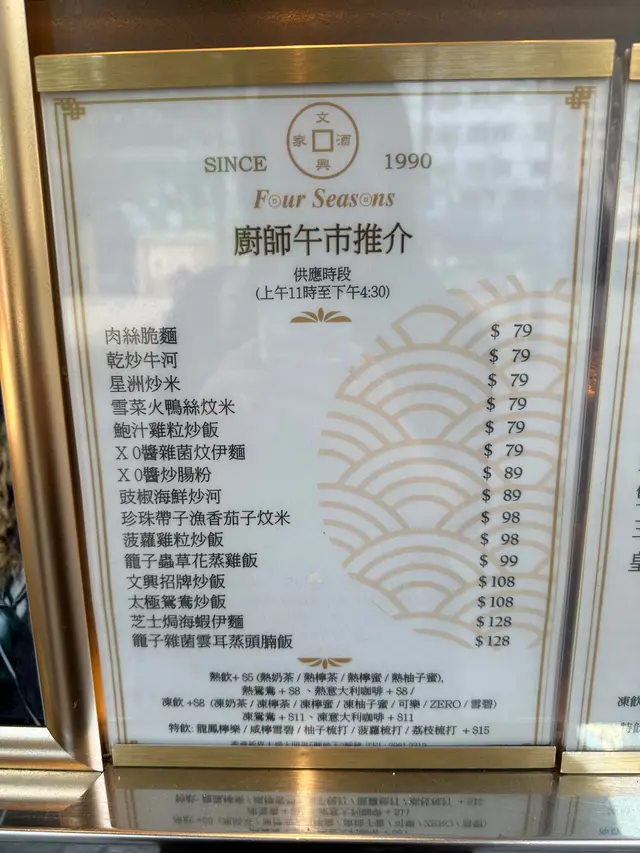 文
家 酒
興
SINCE 1990
Four Seasons
廚師午市推介
供應時段
(上午11時至下午4:30)
肉絲脆麵 $ 79
乾炒牛河 $ 79
星洲炒米 $ 79
雪菜火鴨絲炆米 $ 79
鮑汁雞粒炒飯 $ 79
X0醬雜菌炆伊麵 $ 79
X0醬炒腸粉 $ 89
豉椒海鮮炒河 $ 89
珍珠帶子漁香茄子炆米 $ 98
菠蘿雞粒炒飯 $ 98
籠子蟲草花蒸雞飯 $ 99
文興招牌炒飯 $108
太極鴛鴦炒飯 $108
芝士焗海蝦伊麵 $128
籠子雜菌雲耳蒸頭腩飯 $128
熱飲+$5 (熱奶茶 / 熱檸茶 / 熱檸蜜 / 熱柚子蜜),
熱鴛鴦 + $8 、熱意大利咖啡 + $8 /
凍飲 +$8 (凍奶茶 / 凍檸茶 / 凍檸蜜 / 凍柚子蜜 / 可樂 / ZERO / 雪碧)
凍鴛鴦 + $11 、凍意大利咖啡 + $11
特飲: 龍鳳檸樂 / 咸檸雪碧 / 柚子梳打 / 菠蘿梳打 / 荔枝梳打 + $15